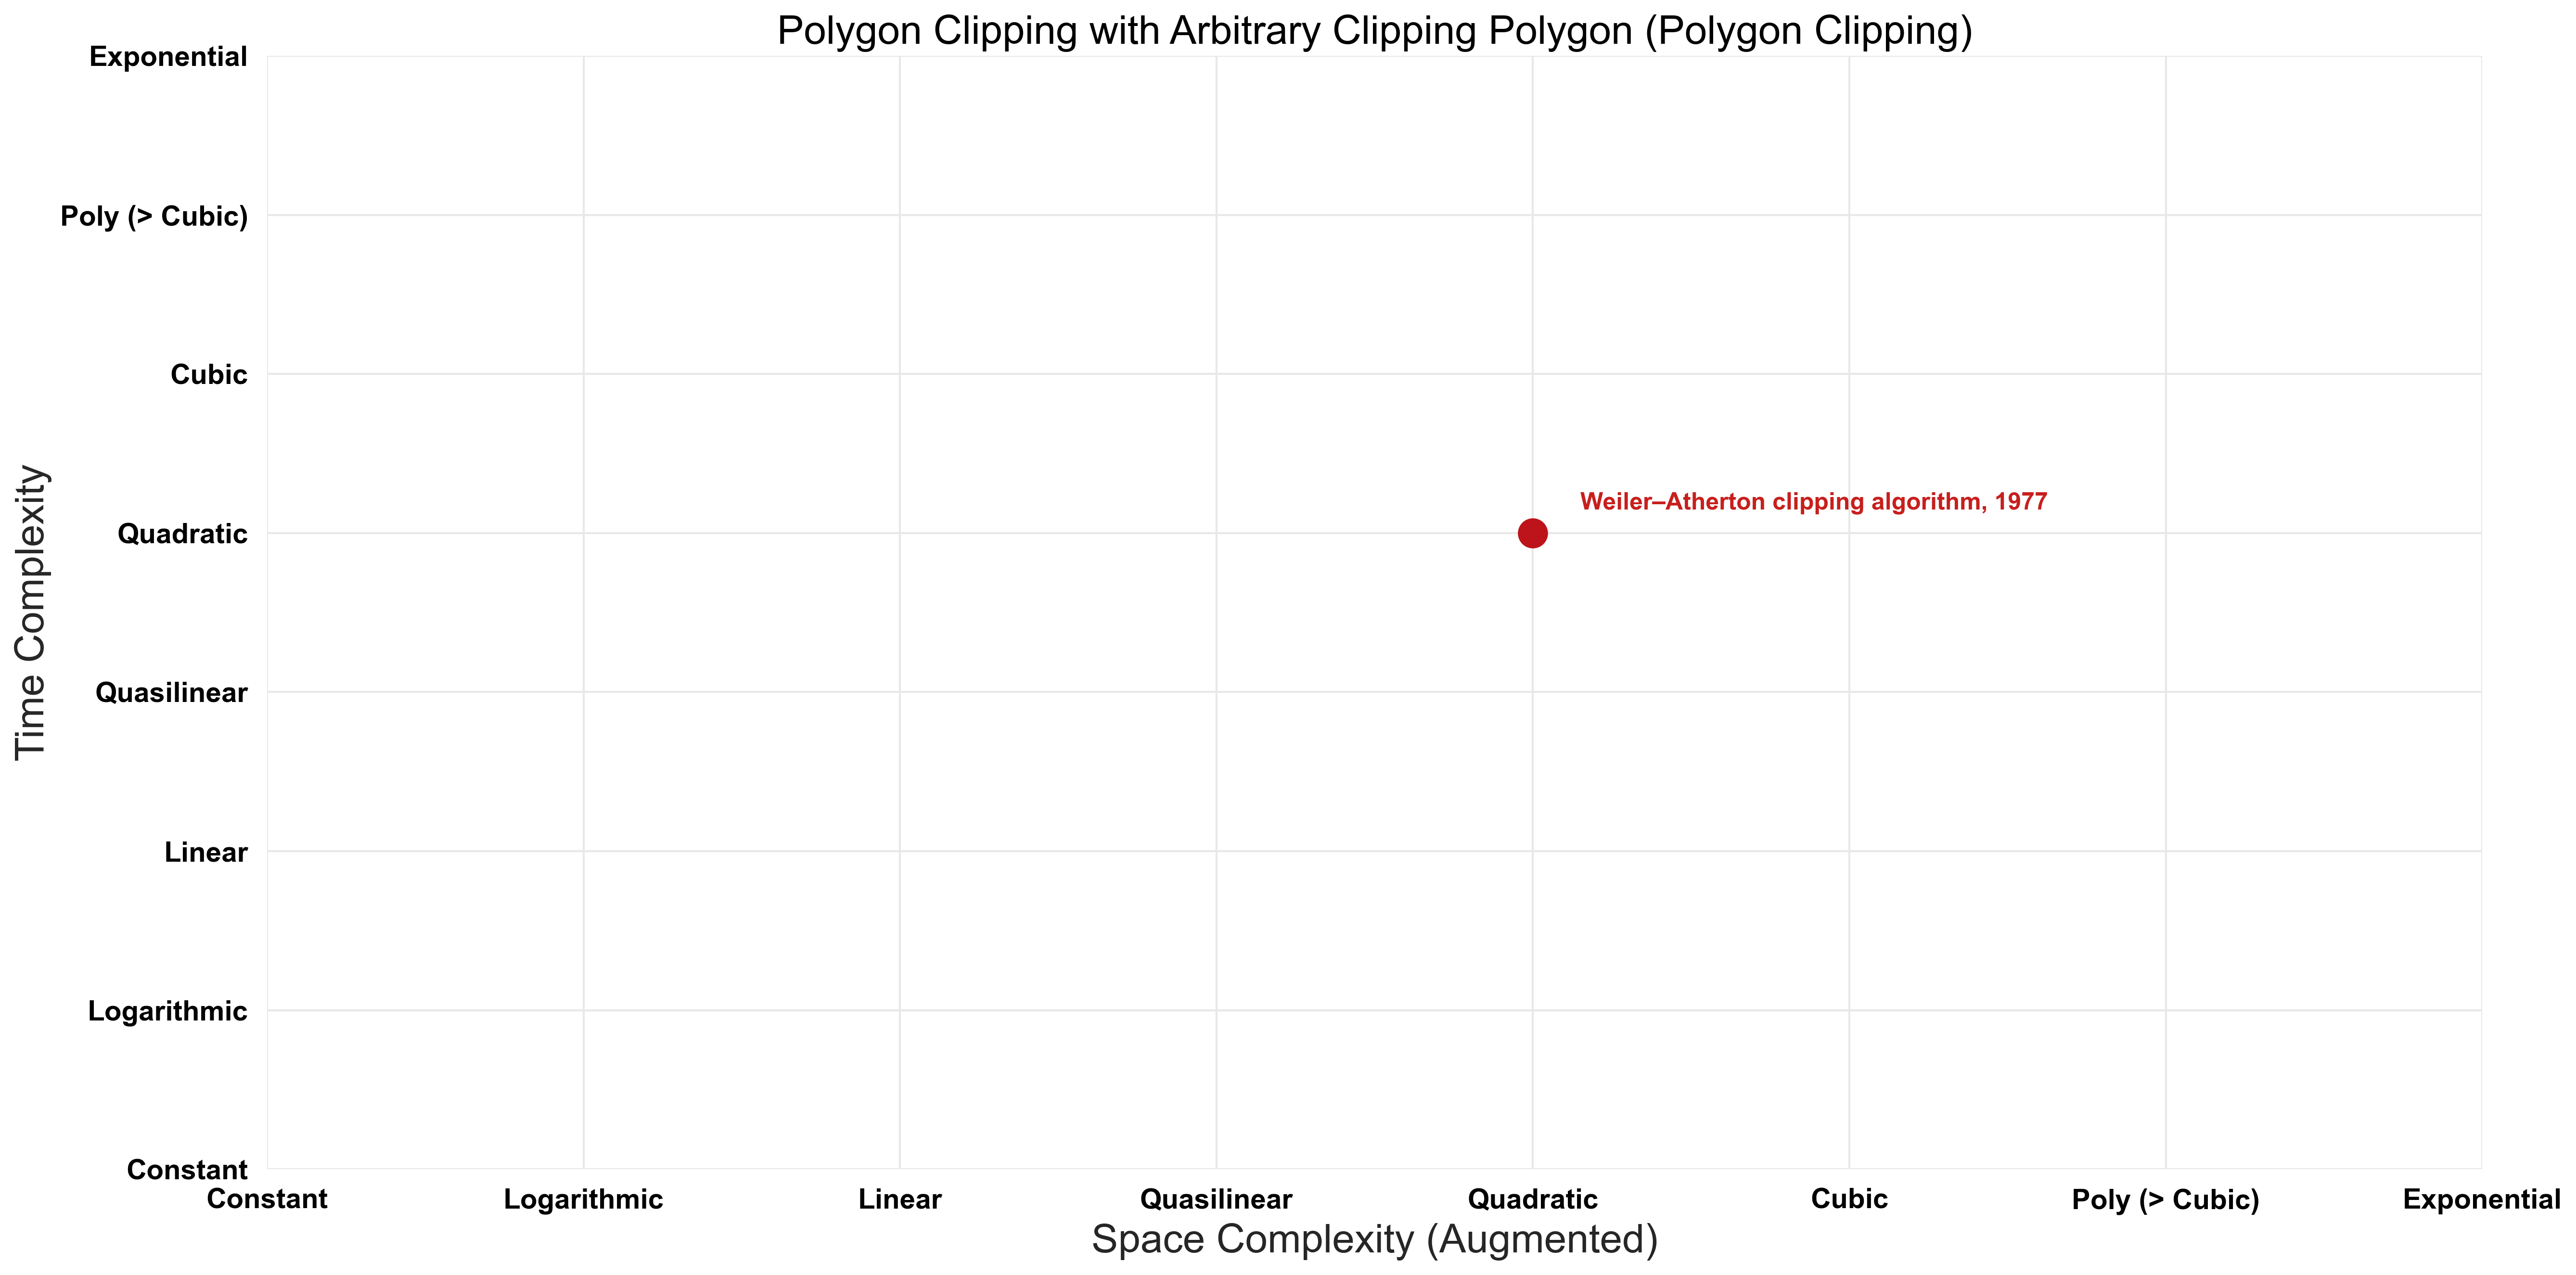 Polygon Clipping with Arbitrary Clipping Polygon (Polygon Clipping)
Time Complexity
Exponential
Poly (> Cubic)
Cubic
Quadratic
Quasilinear
Linear
Logarithmic
Constant
Weiler–Atherton clipping algorithm, 1977
Constant Logarithmic Linear Quasilinear Quadratic Cubic Poly (> Cubic) Exponential
Space Complexity (Augmented)